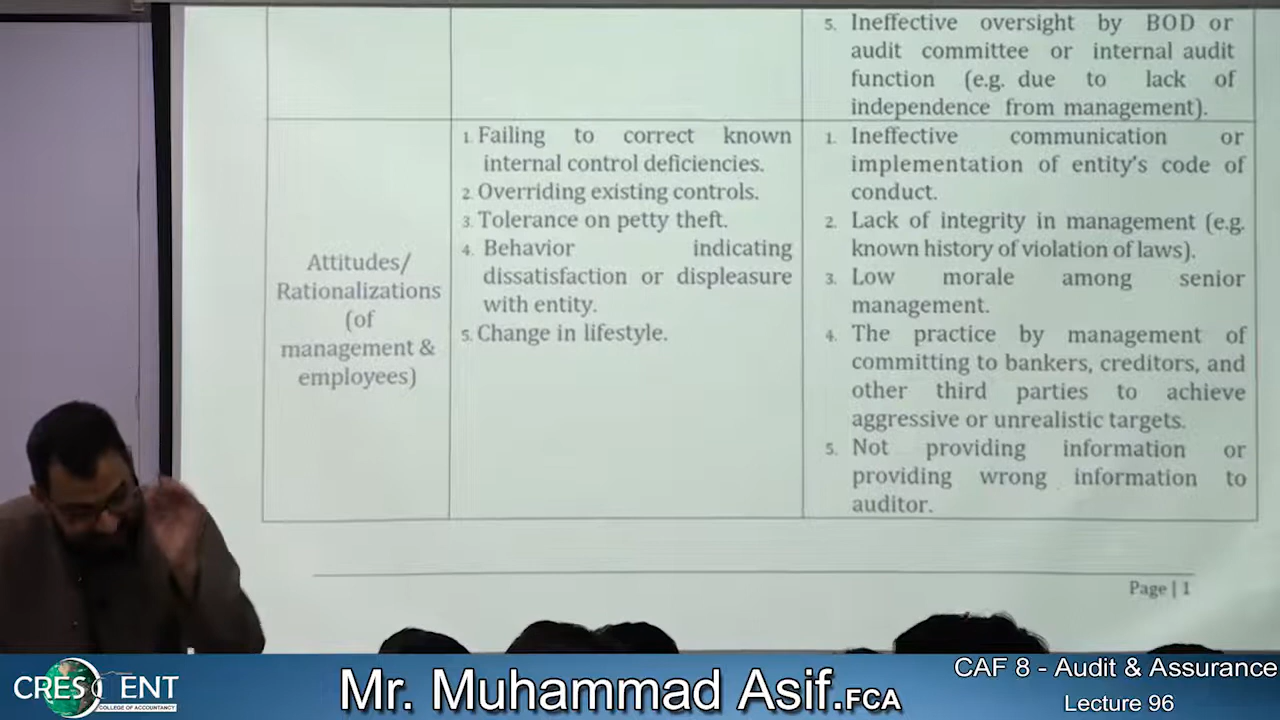 5. Ineffective oversight by BOD or
audit committee or internal audit
function (e.g. due to lack of
independence from management).
Attitudes/
Rationalizations
(of
management &
employees)
1. Failing to correct known
internal control deficiencies.
2. Overriding existing controls.
3. Tolerance on petty theft.
4. Behavior indicating
dissatisfaction or displeasure
with entity.
5. Change in lifestyle.
1. Ineffective communication or
implementation of entity's code of
conduct.
2. Lack of integrity in management (e.g.
known history of violation of laws).
3. Low morale among senior
management.
4. The practice by management of
committing to bankers, creditors, and
other third parties to achieve
aggressive or unrealistic targets.
5. Not providing information or
providing wrong information to
auditor.
Page | 1
CRESCENT
COLLEGE OF ACCOUNTANCY
Mr. Muhammad Asif.FCA
CAF 8 - Audit & Assurance
Lecture 96